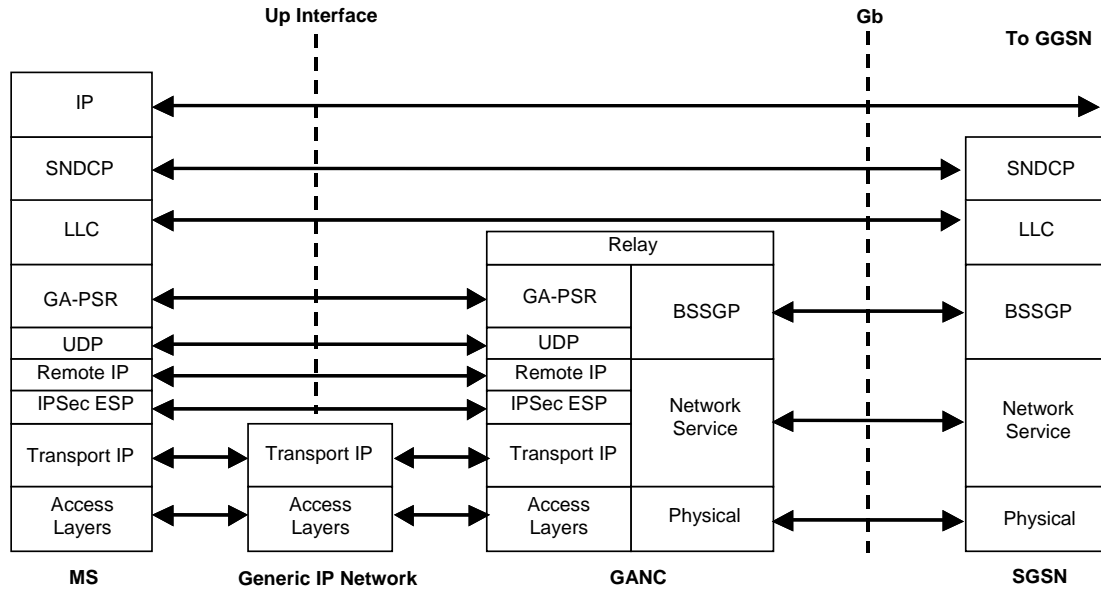 Up Interface
Gb
To GGSN
IP
SNDCP
SNDCP
LLC
LLC
Relay
GA-PSR
GA-PSR
BSSGP
BSSGP
UDP
UDP
Remote IP
Remote IP
IPSec ESP
IPSec ESP
Network
Service
Network
Service
Transport IP
Transport IP
Transport IP
Access
Layers
Access
Layers
Access
Layers
Physical
Physical
MS
Generic IP Network
GANC
SGSN